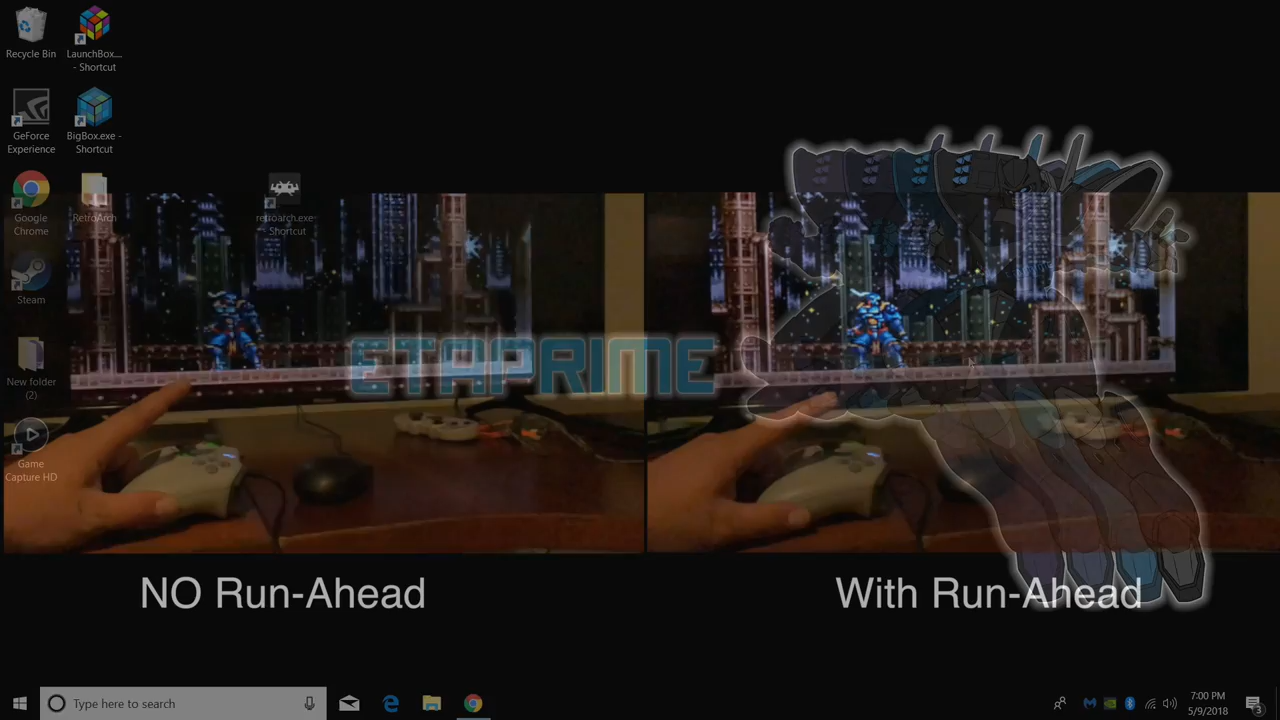 Recycle Bin
LaunchBox....
- Shortcut
GeForce
Experience
BigBox.exe -
Shortcut
Google
Chrome
RetroArch
retroarch.exe
- Shortcut
Steam
ETAPRIME
New folder
(2)
Game
Capture HD
NO Run-Ahead
With Run-Ahead
Type here to search
7:00 PM
5/9/2018
3